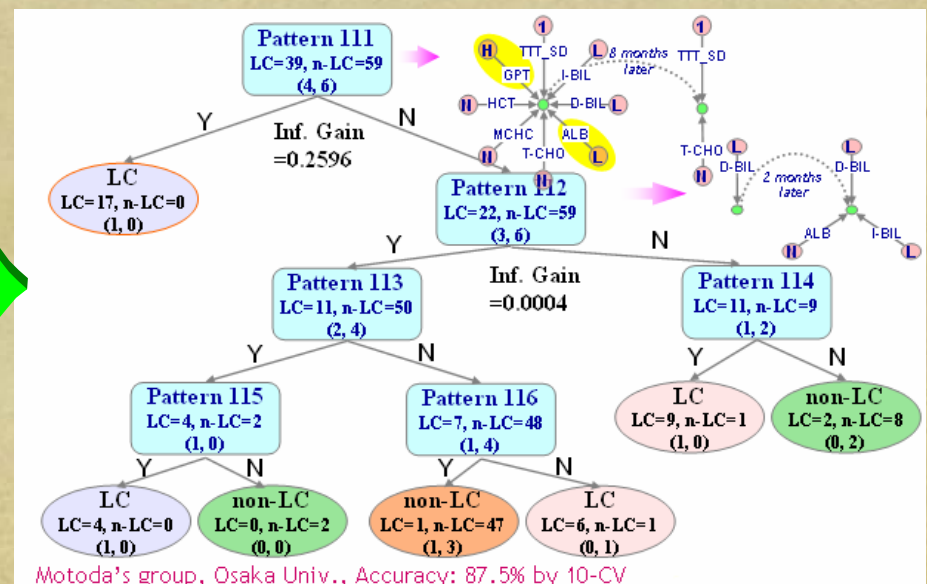 Pattern 111
LC=39, n-LC=59
(4, 6)
Y
N
Inf. Gain
=0.2596
1
H
TTT_SD
L
GPT
I-BIL
8 months
later
1
TTT_SD
N
HCT
D-BIL
L
MCHC
ALB
N
T-CHO
L
N
T-CHO
N
L
D-BIL
2 months
later
L
D-BIL
ALB
I-BIL
N
L
LC
LC=17, n-LC=0
(1, 0)
Pattern 112
LC=22, n-LC=59
(3, 6)
Y
N
Inf. Gain
=0.0004
Pattern 113
LC=11, n-LC=50
(2, 4)
Pattern 114
LC=11, n-LC=9
(1, 2)
Y
N
Y
N
Pattern 115
LC=4, n-LC=2
(1, 0)
Pattern 116
LC=7, n-LC=48
(1, 4)
LC
LC=9, n-LC=1
(1, 0)
non-LC
LC=2, n-LC=8
(0, 2)
Y
N
Y
N
LC
LC=4, n-LC=0
(1, 0)
non-LC
LC=0, n-LC=2
(0, 0)
non-LC
LC=1, n-LC=47
(1, 3)
LC
LC=6, n-LC=1
(0, 1)
Motoda's group, Osaka Univ., Accuracy: 87.5% by 10-CV